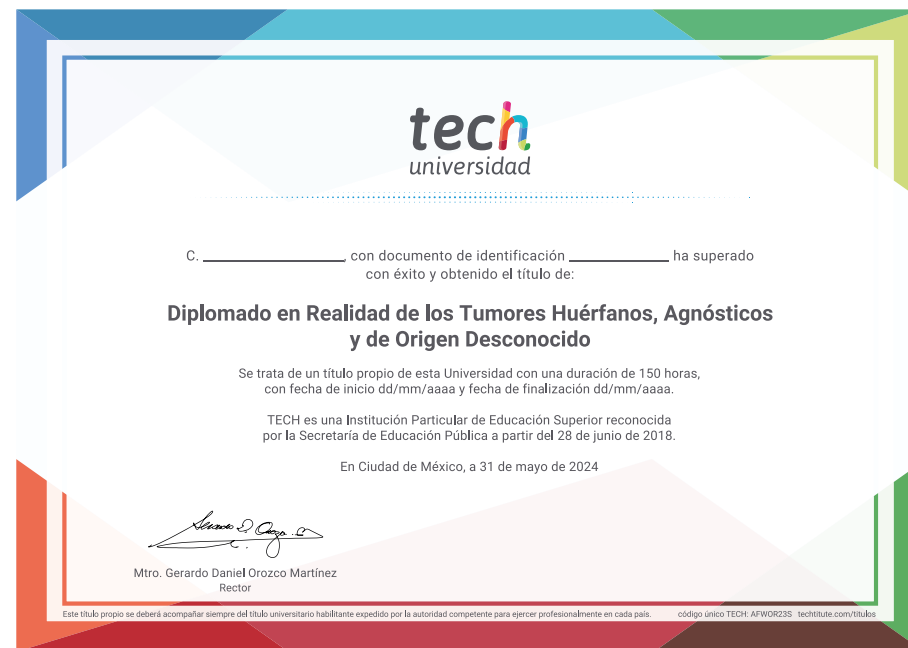 tech
universidad
C. ____________________, con documento de identificación ______________ ha superado
con éxito y obtenido el título de:
Diplomado en Realidad de los Tumores Huérfanos, Agnósticos
y de Origen Desconocido
Se trata de un título propio de esta Universidad con una duración de 150 horas,
con fecha de inicio dd/mm/aaaa y fecha de finalización dd/mm/aaaa.
TECH es una Institución Particular de Educación Superior reconocida
por la Secretaría de Educación Pública a partir del 28 de junio de 2018.
En Ciudad de México, a 31 de mayo de 2024
Mtro. Gerardo Daniel Orozco Martínez
Rector
Este título propio se deberá acompañar siempre del título universitario habilitante expedido por la autoridad competente para ejercer profesionalmente en cada país. código único TECH: AFWOR23S techtitute.com/titulos